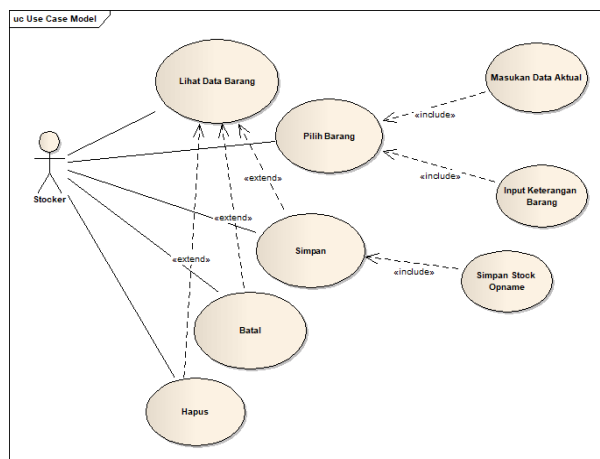 uc Use Case Model
Lihat Data Barang
Masukan Data Aktual
«include»
Pilih Barang
Stocker
«extend»
«include»
Input Keterangan
Barang
«extend»
Simpan
«extend»
«include»
Simpan Stock
Opname
Batal
Hapus